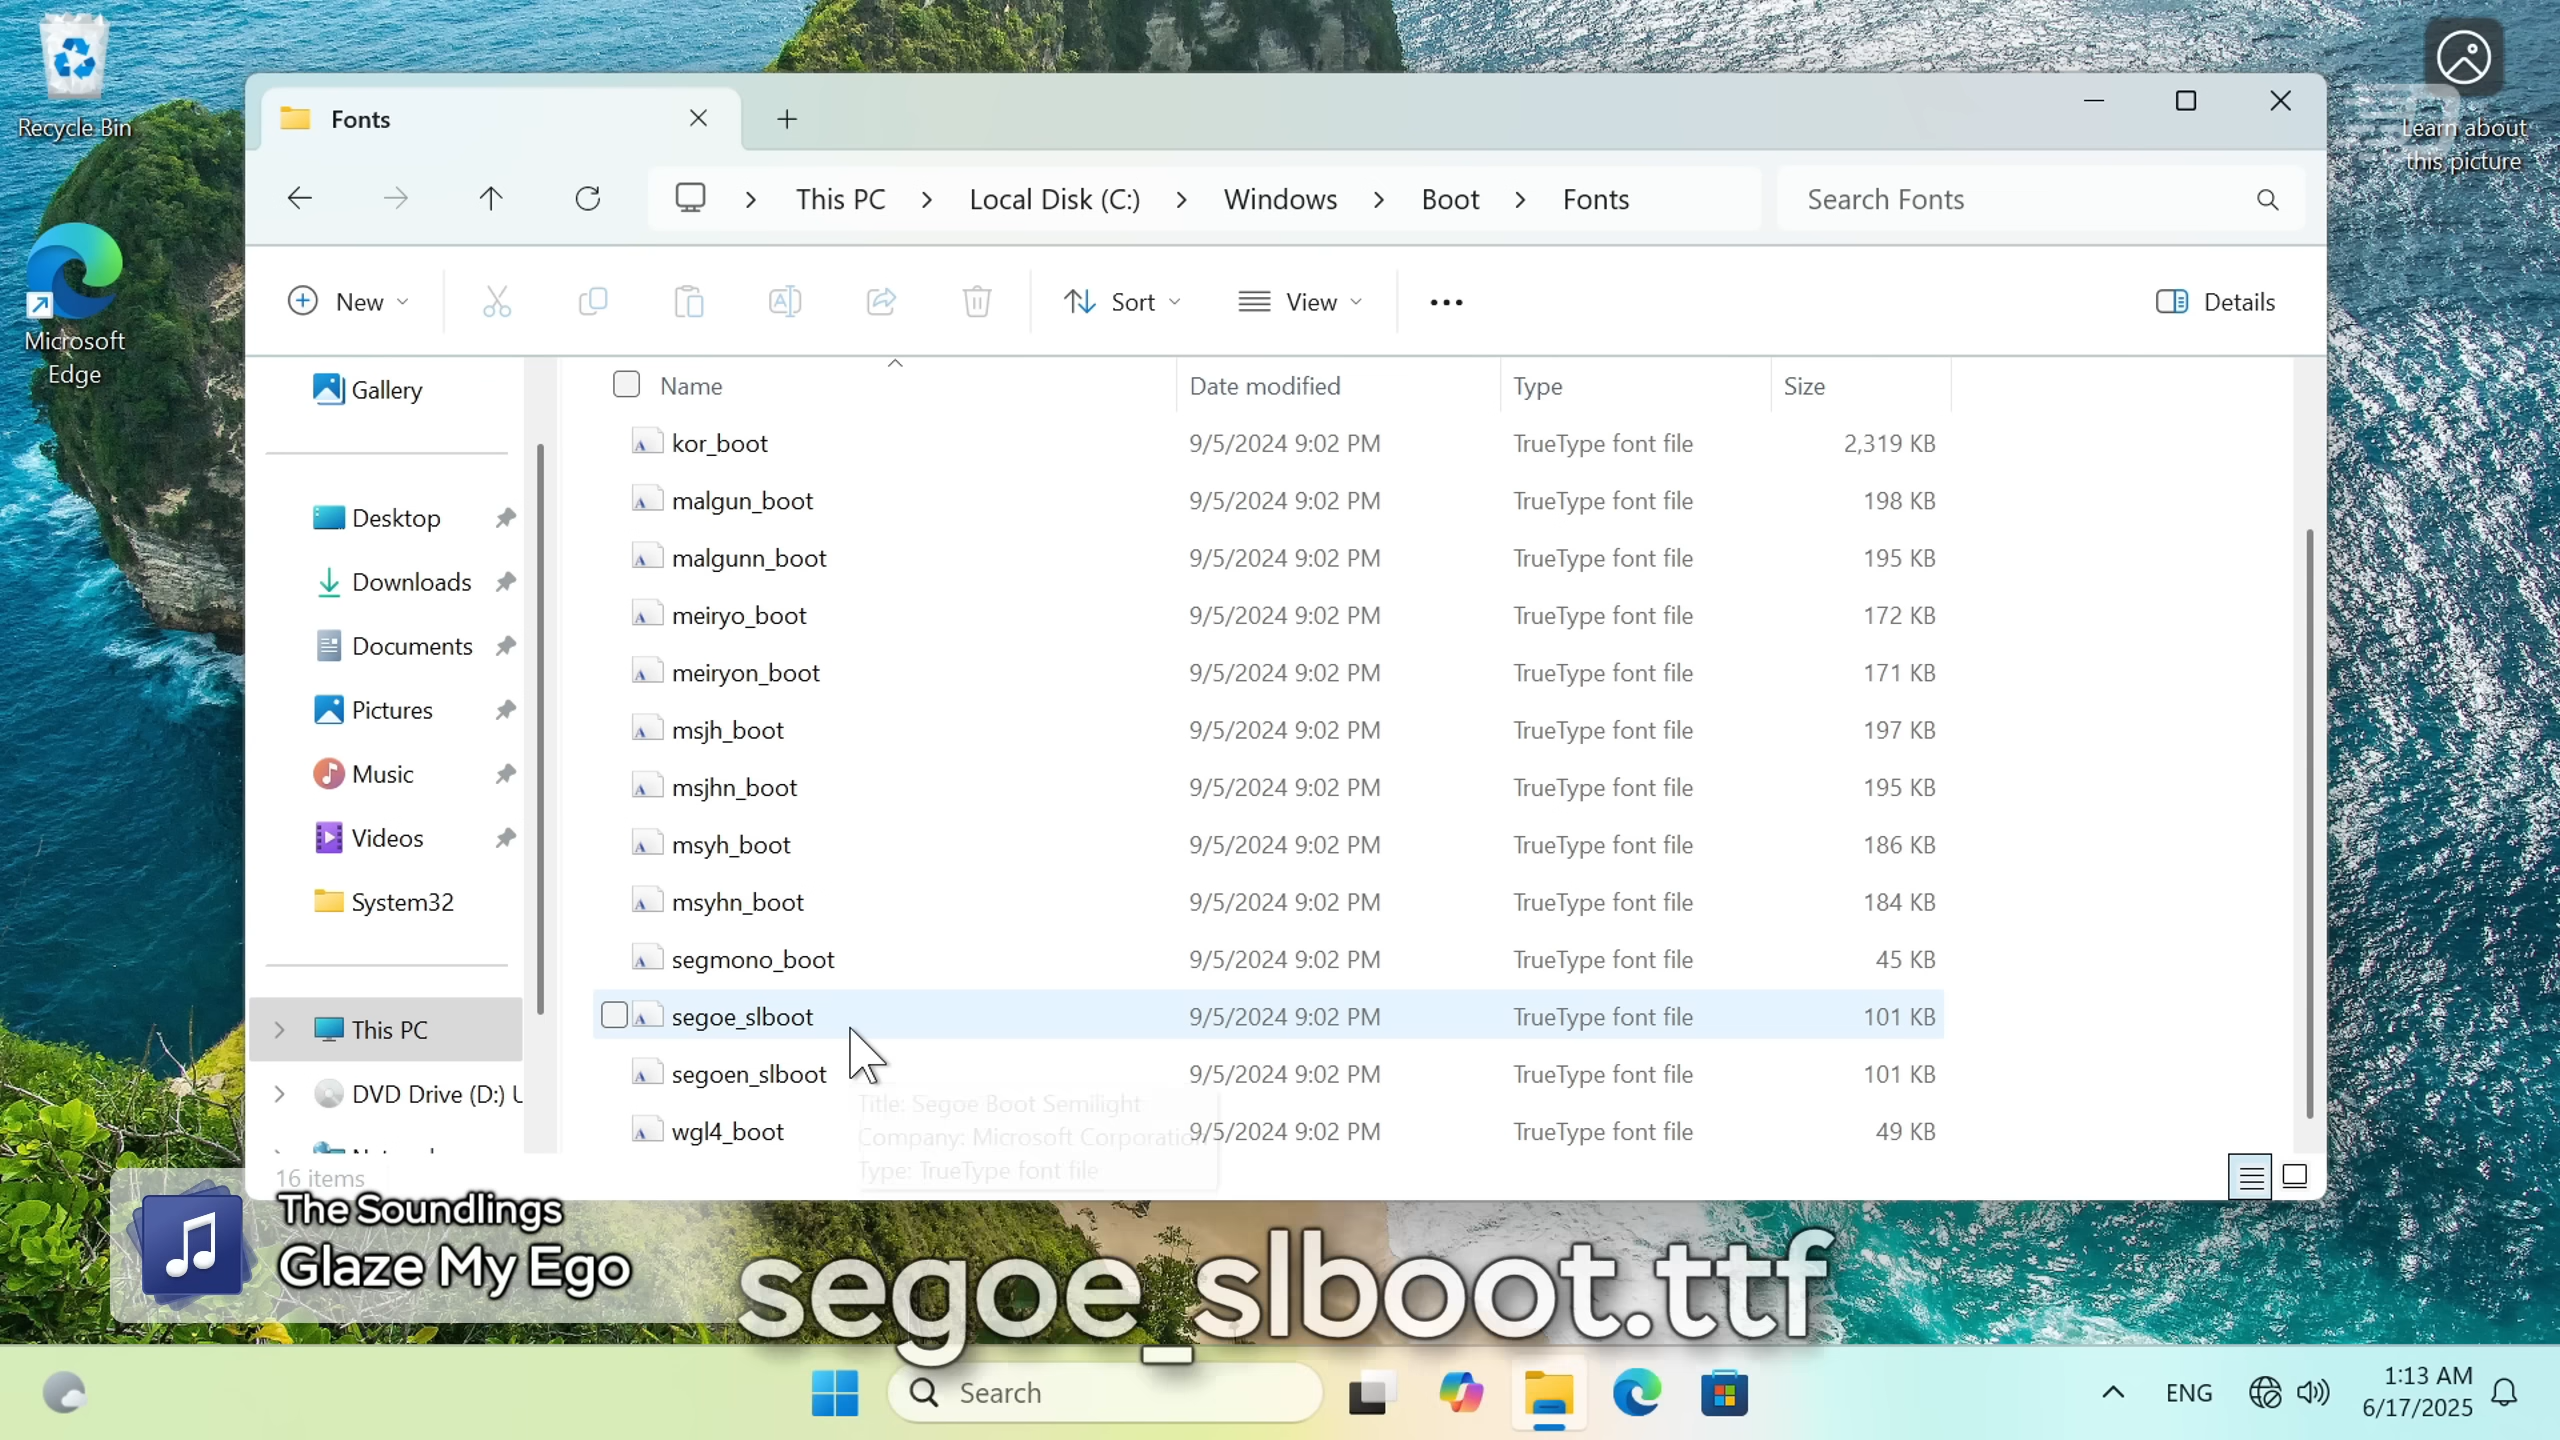 Recycle Bin
Microsoft
Edge
Learn about
this picture
Fonts
This PC
Local Disk (C:)
Windows
Boot
Fonts
Search Fonts
New
Sort
View
Details
Gallery
Desktop
Downloads
Documents
Pictures
Music
Videos
System32
This PC
DVD Drive (D:) U
Name Date modified Type Size
kor_boot 9/5/2024 9:02 PM TrueType font file 2,319 KB
malgun_boot 9/5/2024 9:02 PM TrueType font file 198 KB
malgunn_boot 9/5/2024 9:02 PM TrueType font file 195 KB
meiryo_boot 9/5/2024 9:02 PM TrueType font file 172 KB
meiryon_boot 9/5/2024 9:02 PM TrueType font file 171 KB
msjh_boot 9/5/2024 9:02 PM TrueType font file 197 KB
msjhn_boot 9/5/2024 9:02 PM TrueType font file 195 KB
msyh_boot 9/5/2024 9:02 PM TrueType font file 186 KB
msyhn_boot 9/5/2024 9:02 PM TrueType font file 184 KB
segmono_boot 9/5/2024 9:02 PM TrueType font file 45 KB
segoe_slboot 9/5/2024 9:02 PM TrueType font file 101 KB
segoen_slboot 9/5/2024 9:02 PM TrueType font file 101 KB
wgl4_boot 9/5/2024 9:02 PM TrueType font file 49 KB
Title: Segoe Boot Semilight
Company: Microsoft Corporation
Type: TrueType font file
16 items
The Soundlings
Glaze My Ego
segoe_slboot.ttf
Search
ENG
1:13 AM
6/17/2025